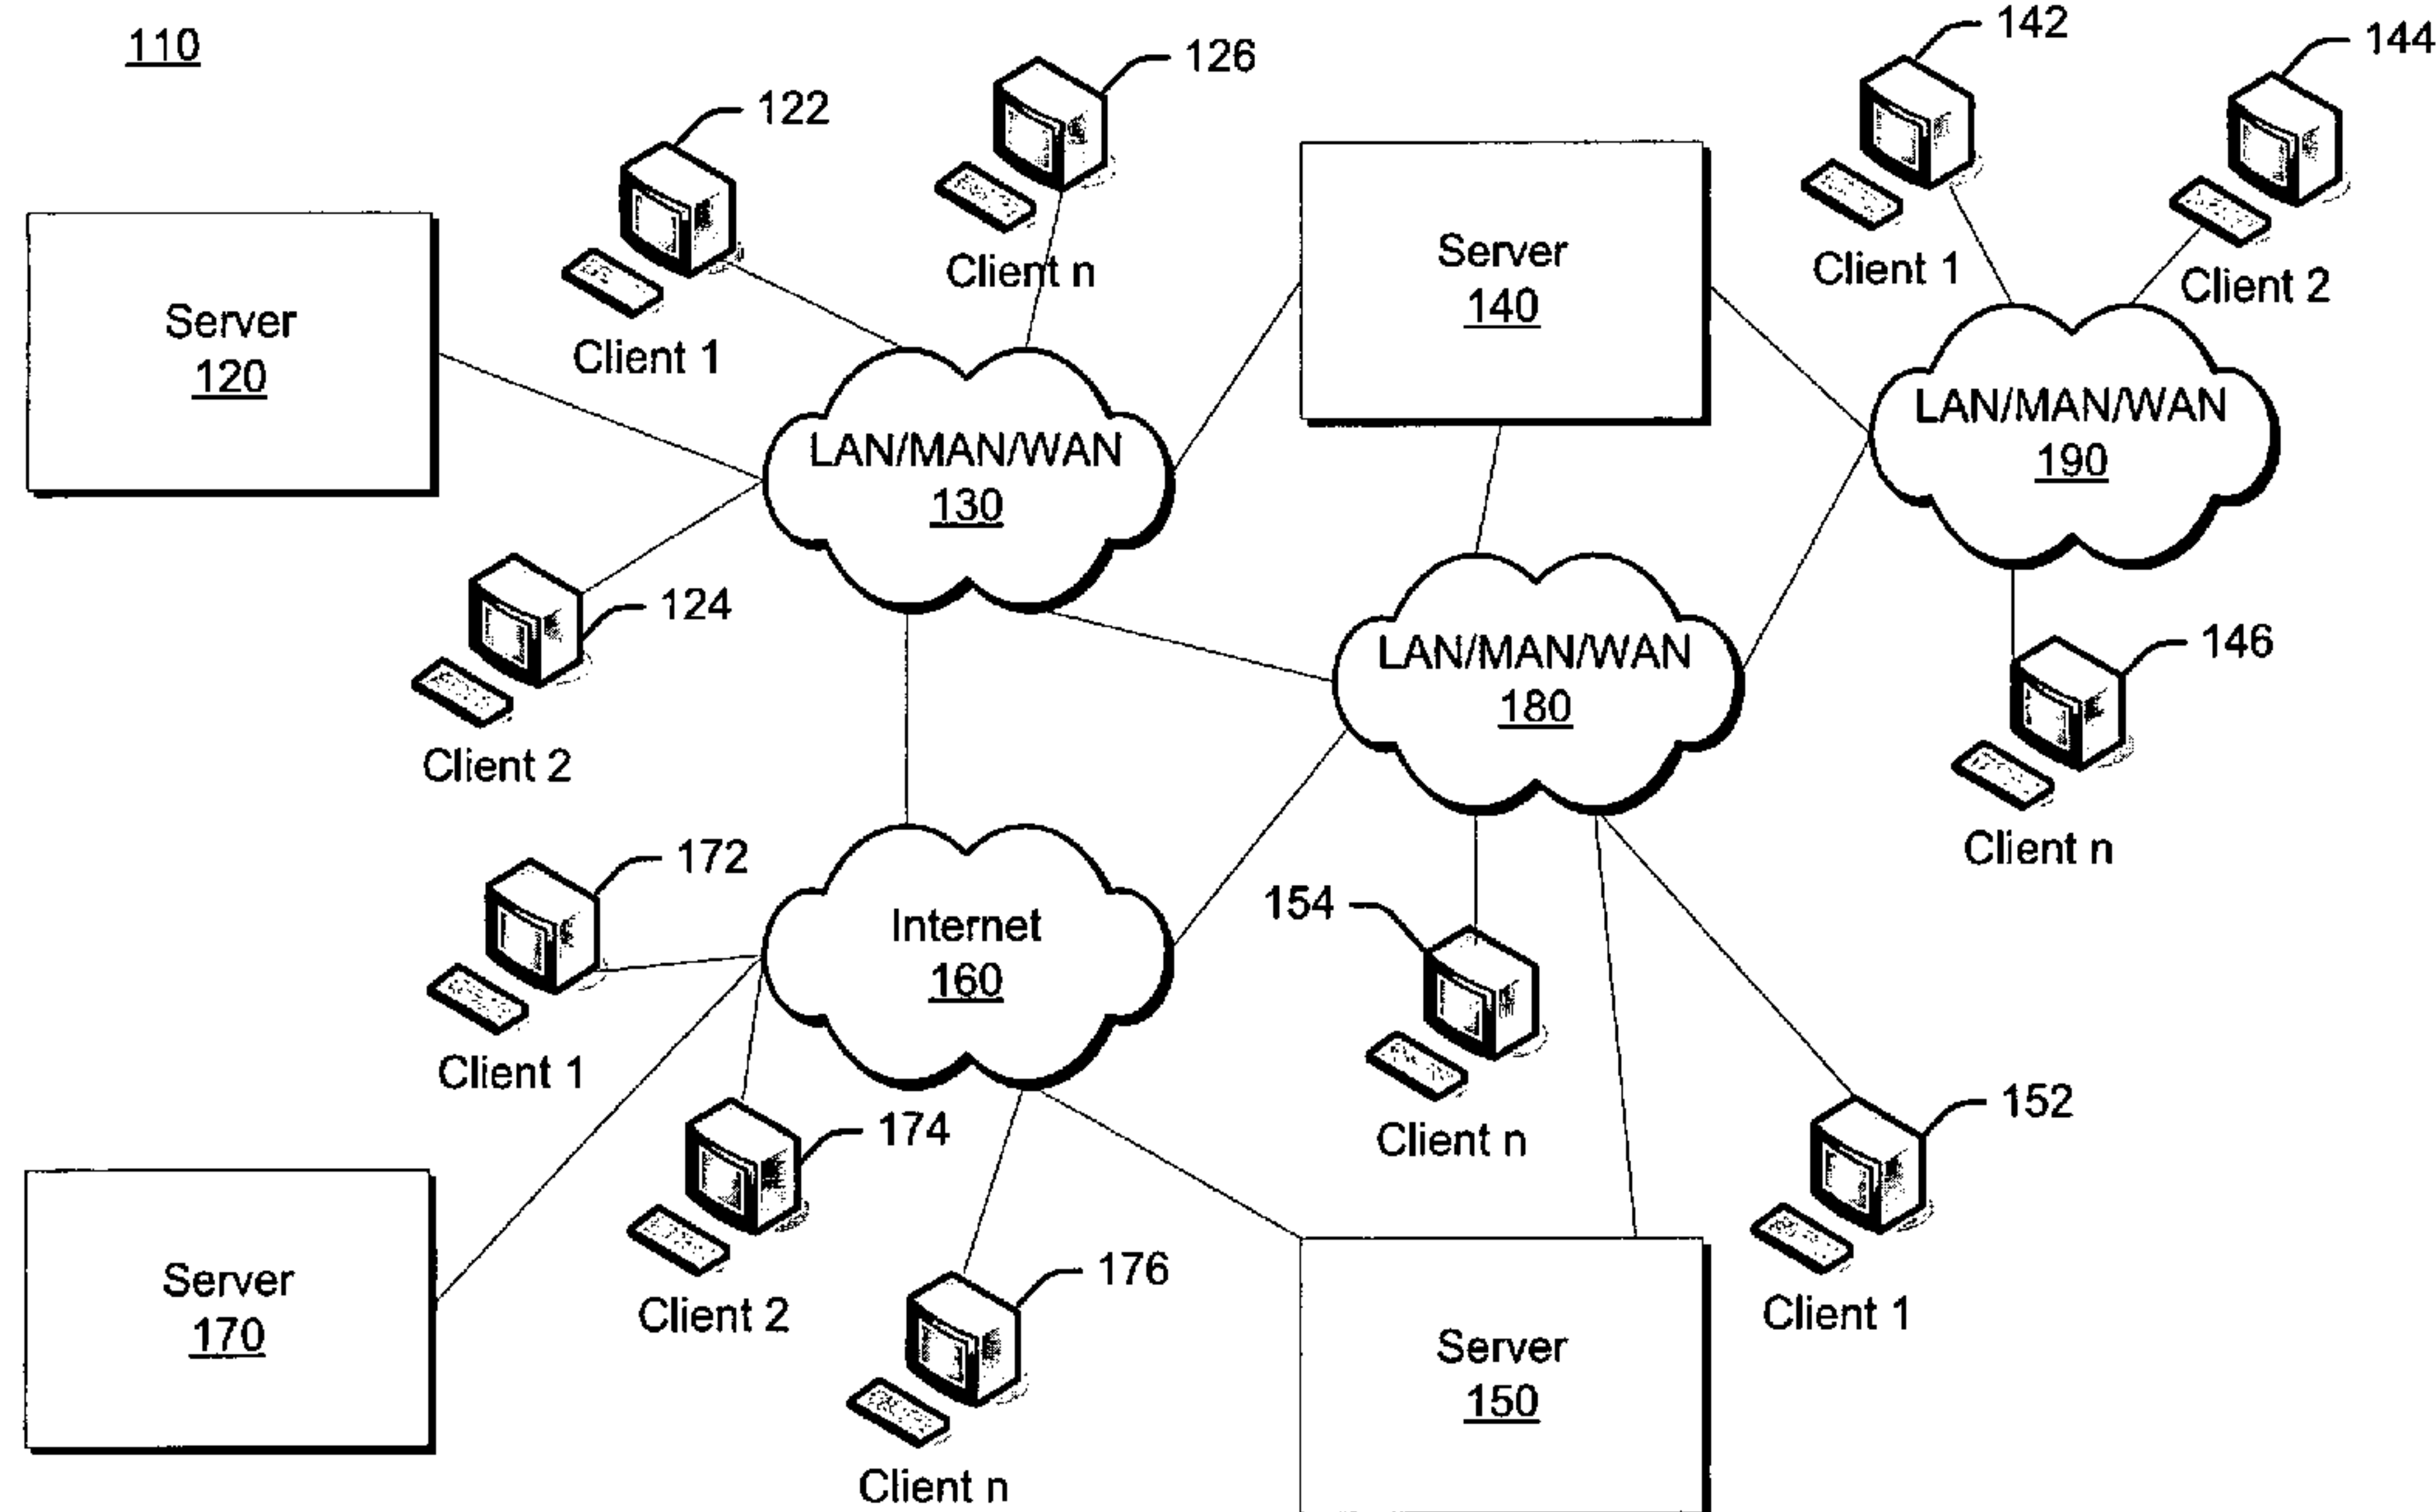 110
122
126
142
144
Server
120
Client 1
Client n
Server
140
Client 1
Client 2
LAN/MAN/WAN
130
LAN/MAN/WAN
190
124
Client 2
LAN/MAN/WAN
180
146
Client n
172
Client 1
Internet
160
154
Client n
152
Client 1
174
Client 2
Server
170
176
Client n
Server
150